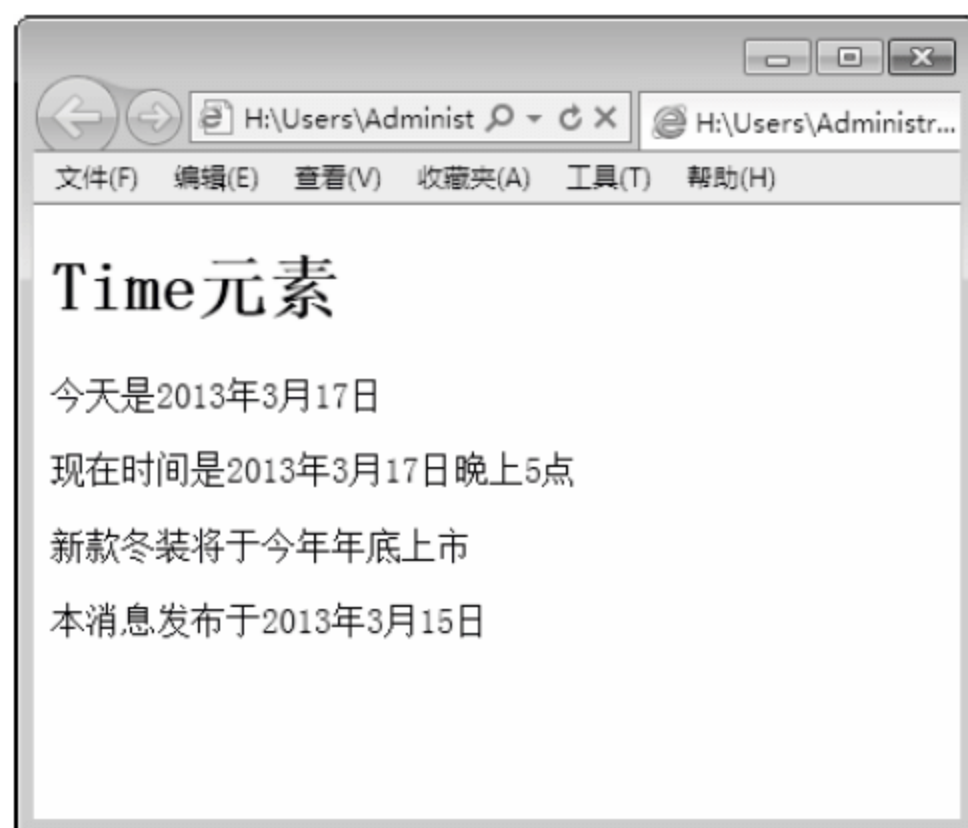 H:\Users\Administ
H:\Users\Administr...
文件(F) 编辑(E) 查看(V) 收藏夹(A) 工具(T) 帮助(H)
Time元素
今天是2013年3月17日
现在时间是2013年3月17日晚上5点
新款冬装将于今年年底上市
本消息发布于2013年3月15日